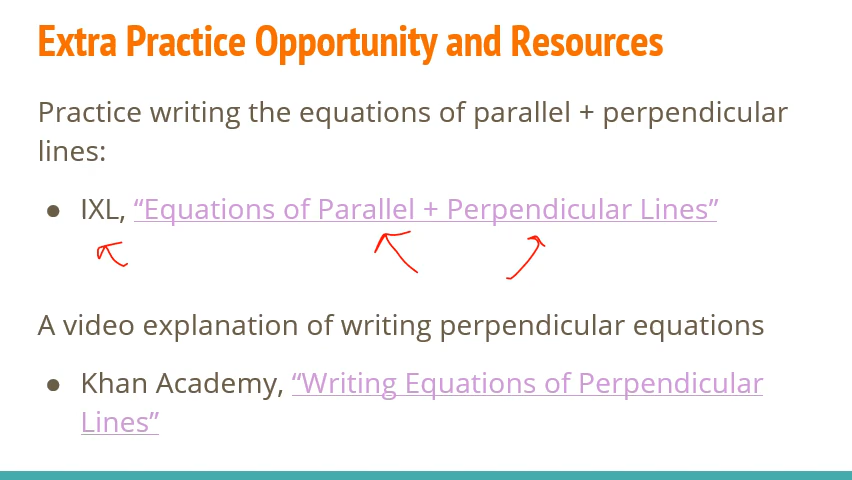 Extra Practice Opportunity and Resources
Practice writing the equations of parallel + perpendicular
lines:
● IXL, “Equations of Parallel + Perpendicular Lines”
A video explanation of writing perpendicular equations
● Khan Academy, “Writing Equations of Perpendicular
Lines”